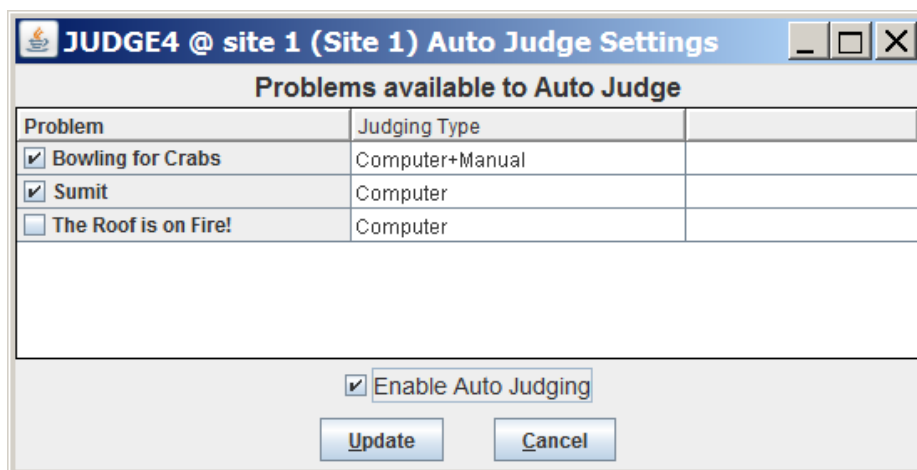 JUDGE4 @ site 1 (Site 1) Auto Judge Settings
Problems available to Auto Judge
Problem Judging Type
Bowling for Crabs Computer+Manual
Sumit Computer
The Roof is on Fire! Computer
Enable Auto Judging
Update Cancel